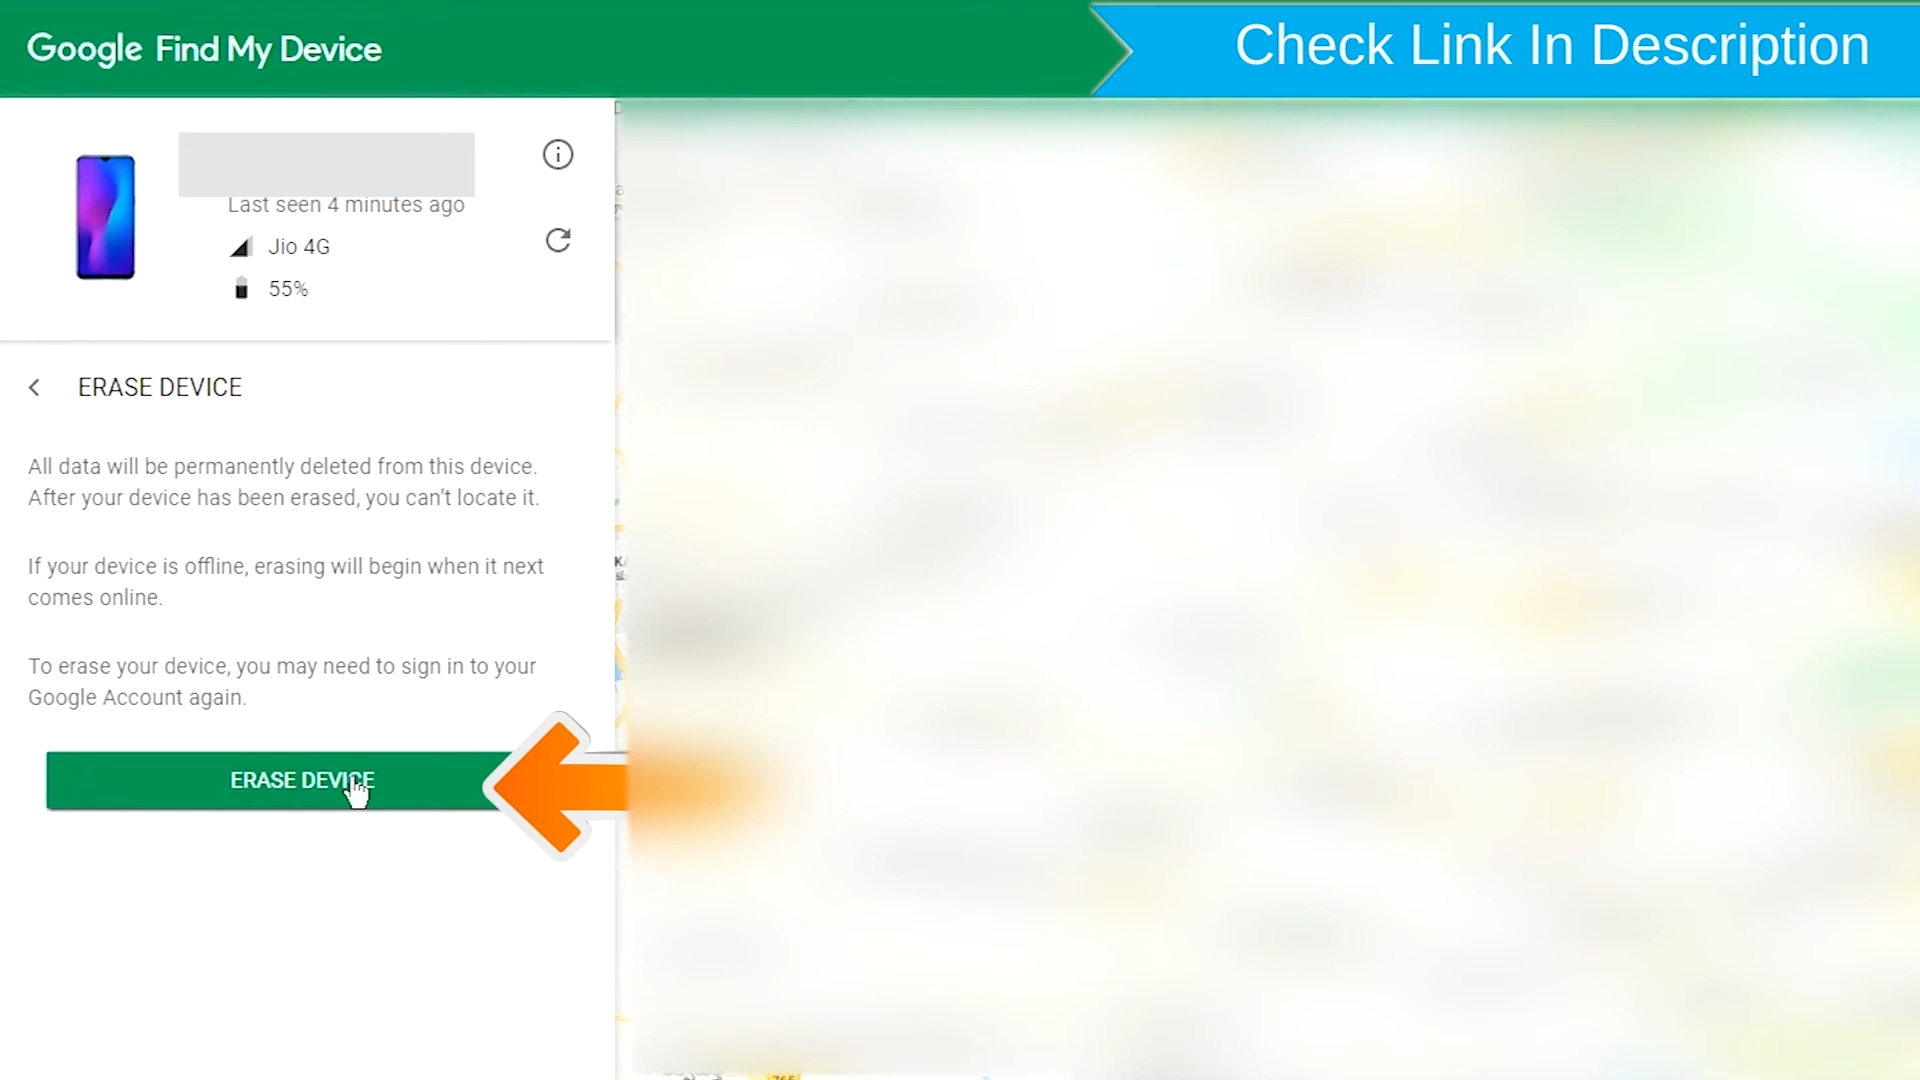 Google Find My Device
Check Link In Description
Last seen 4 minutes ago
Jio 4G
55%
ERASE DEVICE
All data will be permanently deleted from this device.
After your device has been erased, you can't locate it.
If your device is offline, erasing will begin when it next
comes online.
To erase your device, you may need to sign in to your
Google Account again.
ERASE DEVICE